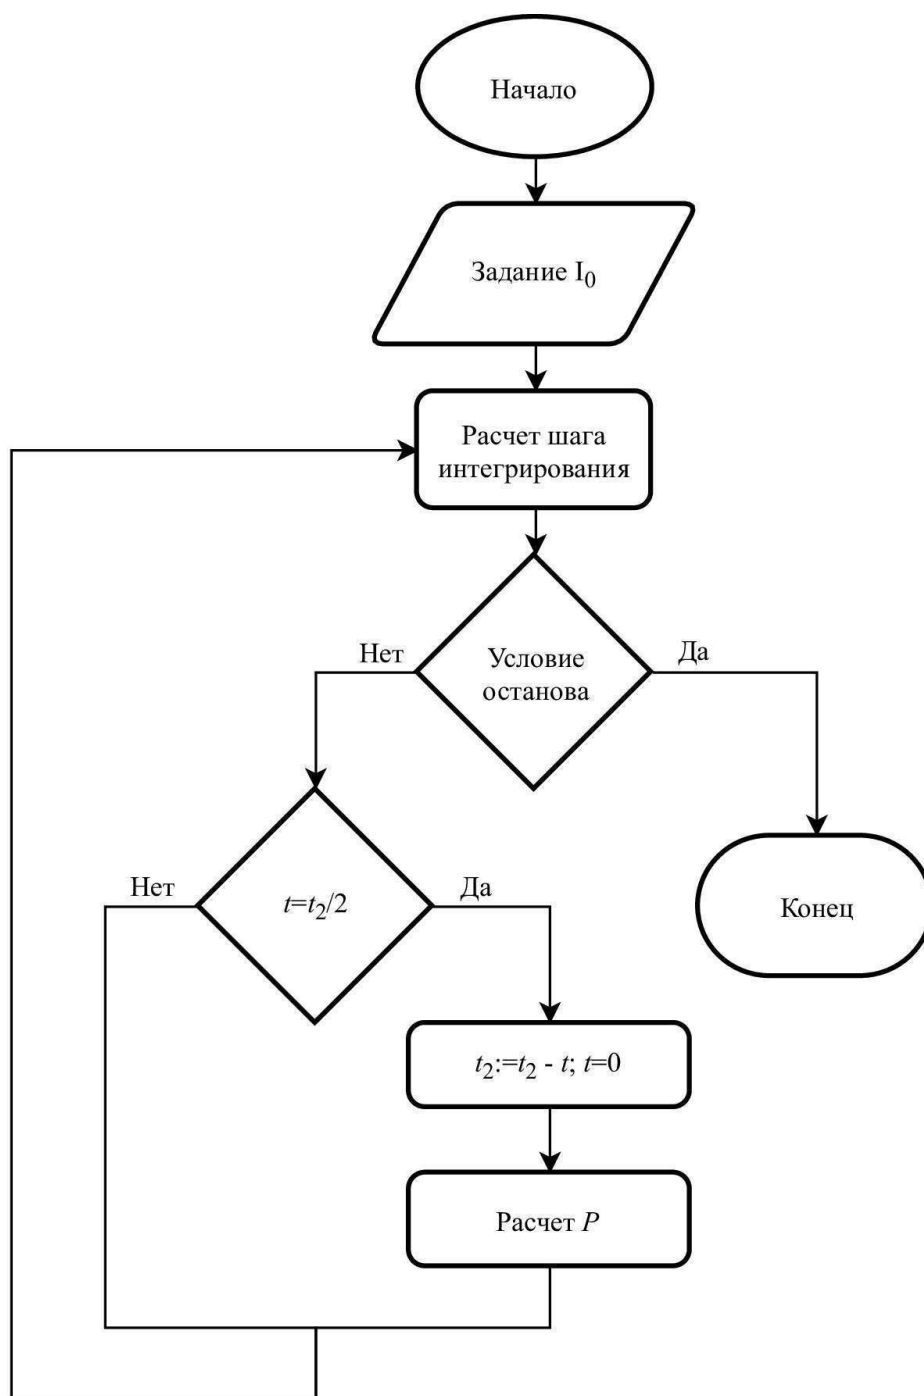 Начало
Задание I₀
Расчет шага
интегрирования
Нет
Условие
останова
Да
Нет
t=t₂/2
Да
Конец
t₂:=t₂ - t; t=0
Расчет P